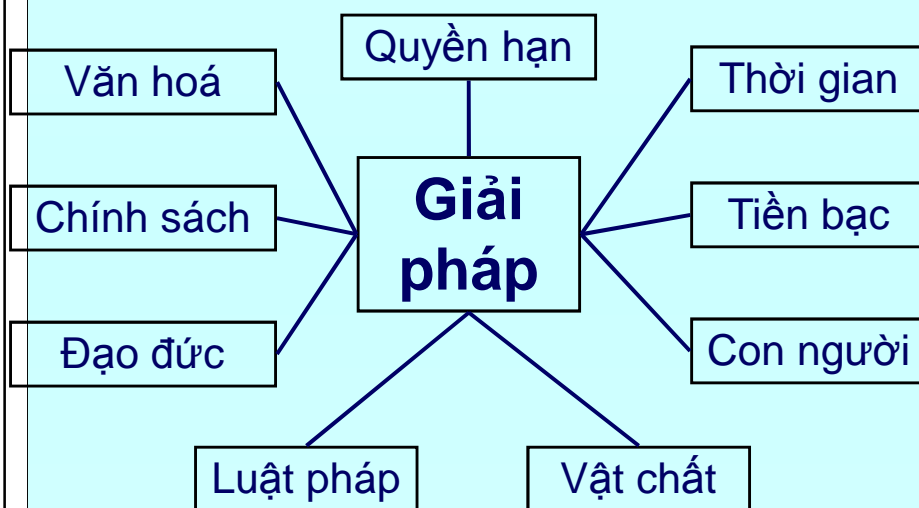 Quyền hạn
Văn hoá
Thời gian
Giải
pháp
Chính sách
Tiền bạc
Đạo đức
Con người
Luật pháp
Vật chất